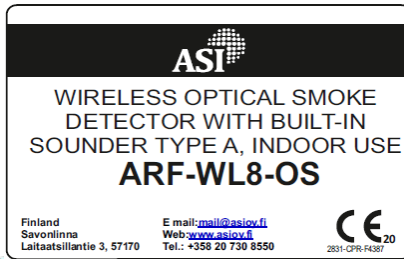 ASI
WIRELESS OPTICAL SMOKE
DETECTOR WITH BUILT-IN
SOUNDER TYPE A, INDOOR USE
ARF-WL8-OS
Finland
Savonlinna
Laitaatsillantie 3, 57170
E mail:mail@asiov.fi
Web:www.asiov.fi
Tel.: +358 20 730 8550
CE 20
2831-CPR-F4387